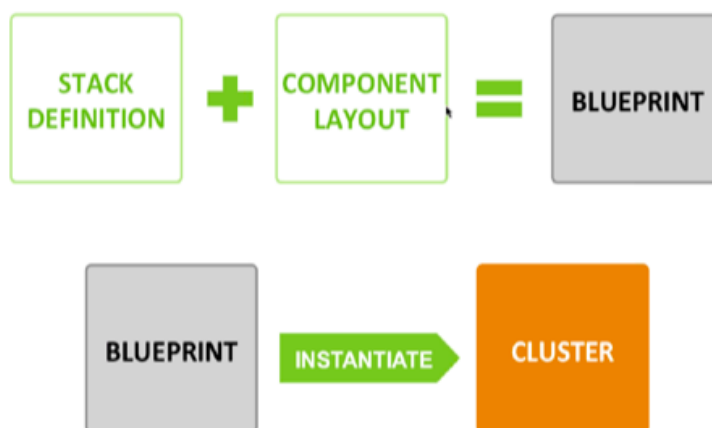 STACK
DEFINITION
COMPONENT
LAYOUT
BLUEPRINT
BLUEPRINT
INSTANTIATE
CLUSTER